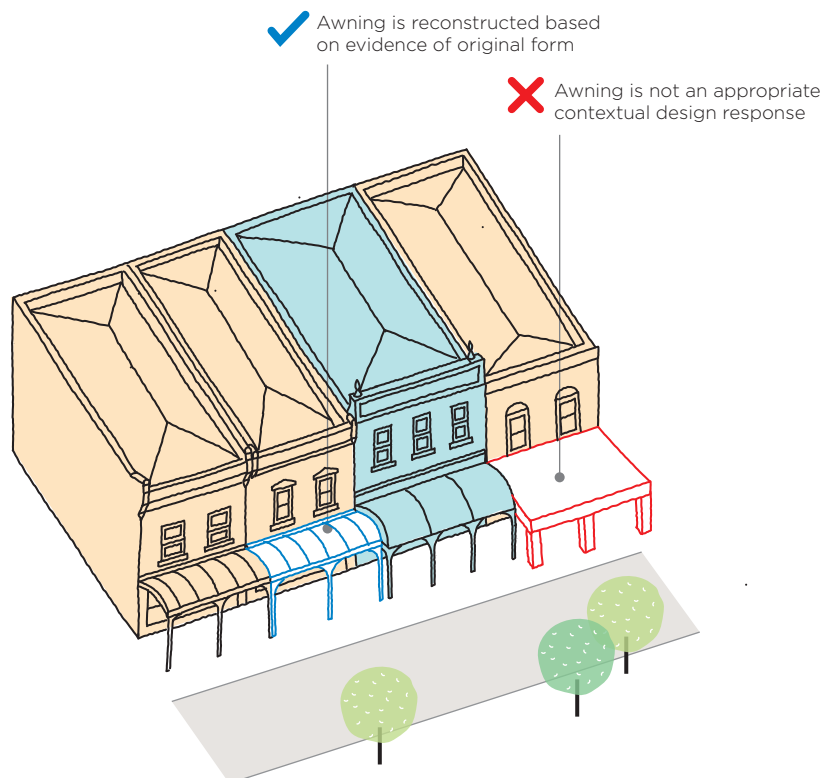 Awning is reconstructed based
on evidence of original form
Awning is not an appropriate
contextual design response